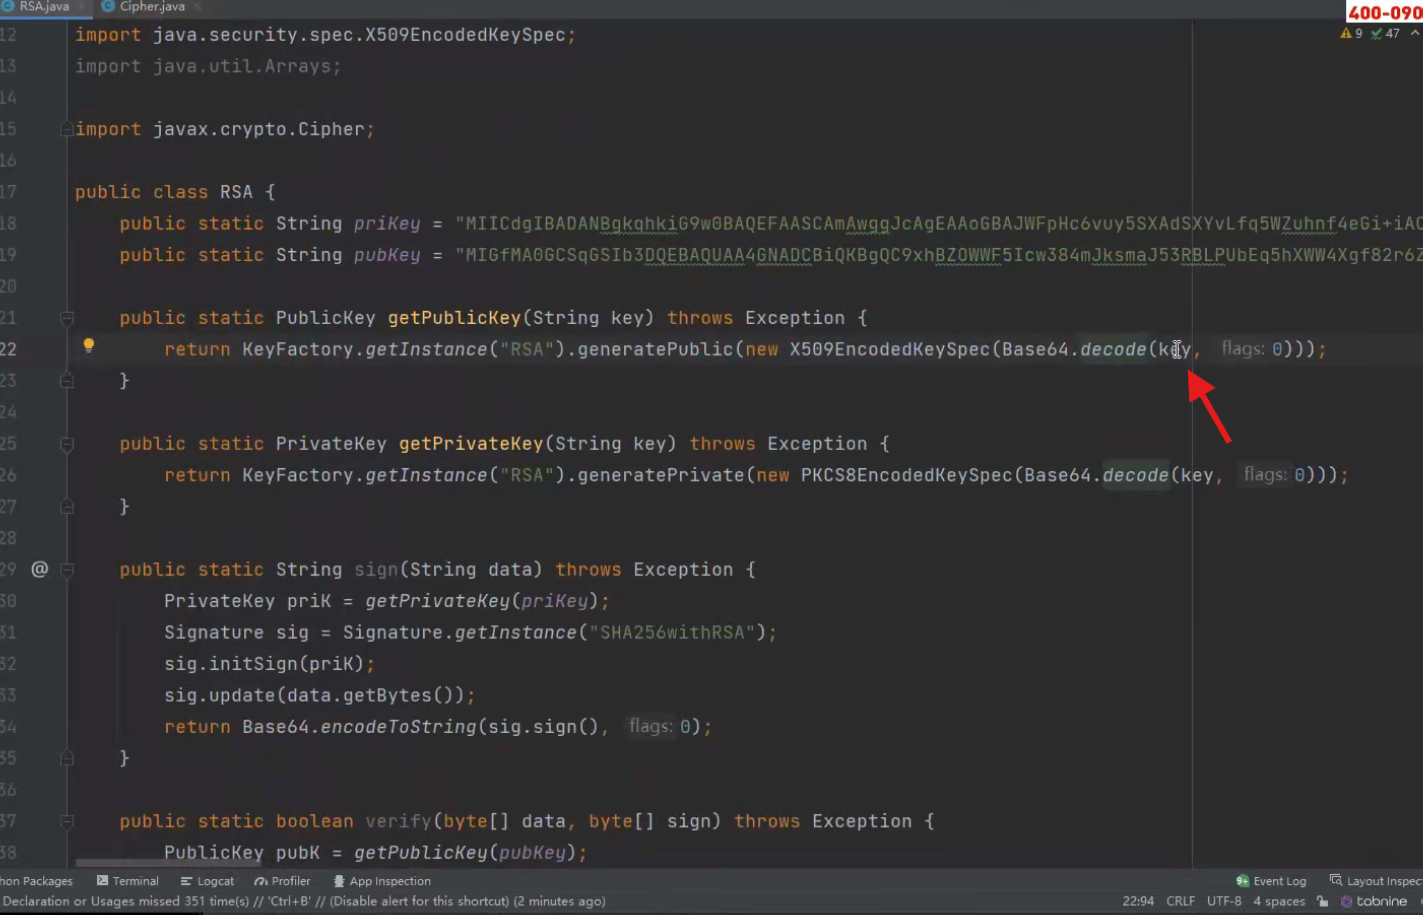 RSA.java × Cipher.java ×
400-090
12 import java.security.spec.X509EncodedKeySpec;
9 47
13 import java.util.Arrays;
14
15 import javax.crypto.Cipher;
16
17 public class RSA {
18 public static String priKey = "MIICdgIBADANBgkqhkiG9w0BAQEFAASCAmAwggJcAgEAAoGBAJWFpHc6vuy5SXAdSXYvLfq5WZuhnf4eGi+iAC
19 public static String pubKey = "MIGfMA0GCSqGSIb3DQEBAQUAA4GNADCBiQKBgQC9xhBZOWWF5Icw384mJksmaJ53RBLPUbEq5hXWW4Xgf82r6Z
20
21 public static PublicKey getPublicKey(String key) throws Exception {
22 return KeyFactory.getInstance("RSA").generatePublic(new X509EncodedKeySpec(Base64.decode(key, flags: 0)));
23 }
24
25 public static PrivateKey getPrivateKey(String key) throws Exception {
26 return KeyFactory.getInstance("RSA").generatePrivate(new PKCS8EncodedKeySpec(Base64.decode(key, flags: 0)));
27 }
28
29 @ public static String sign(String data) throws Exception {
30 PrivateKey priK = getPrivateKey(priKey);
31 Signature sig = Signature.getInstance("SHA256withRSA");
32 sig.initSign(priK);
33 sig.update(data.getBytes());
34 return Base64.encodeToString(sig.sign(), flags: 0);
35 }
36
37 public static boolean verify(byte[] data, byte[] sign) throws Exception {
38 PublicKey pubK = getPublicKey(pubKey);
hon Packages Terminal Logcat Profiler App Inspection 9+ Event Log Layout Inspec
Declaration or Usages missed 351 time(s) // 'Ctrl+B' // (Disable alert for this shortcut) (2 minutes ago) 22:94 CRLF UTF-8 4 spaces tabnine